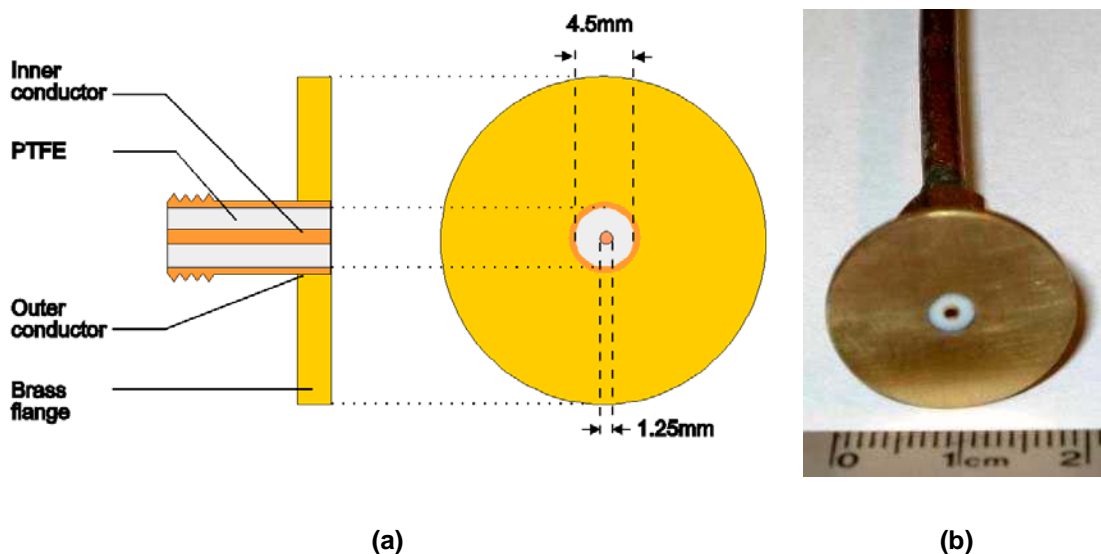 4.5mm
Inner
conductor
PTFE
Outer
conductor
Brass
flange
1.25mm
0 1cm 2
(a)
(b)